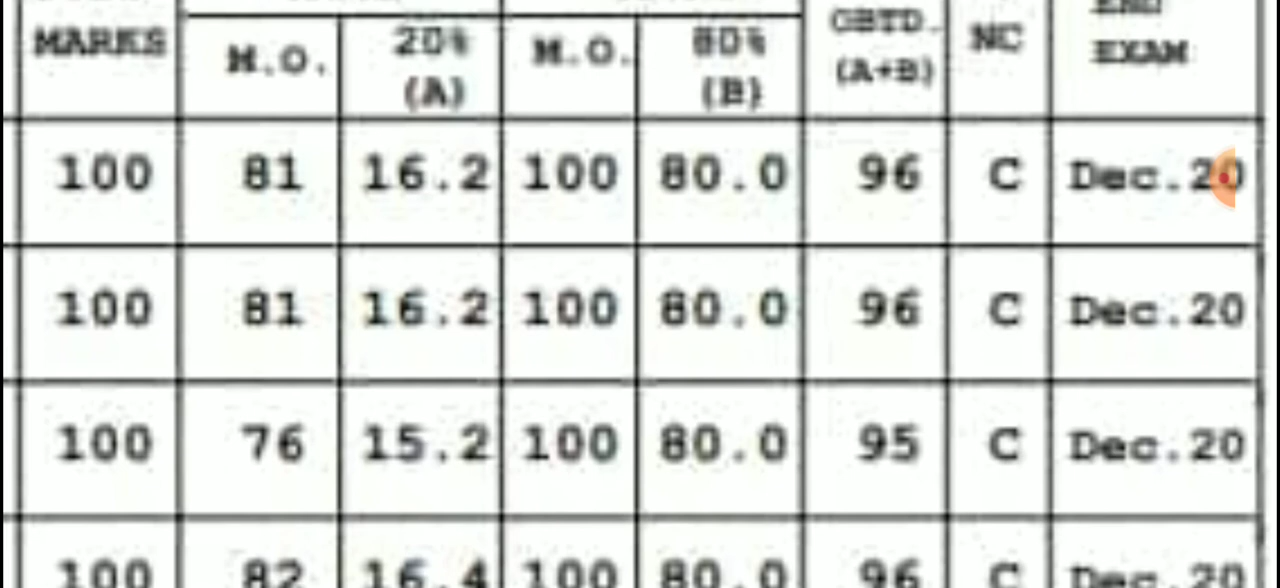 MARKS M.O. 20% (A) M.O. 80% (B) OBTD. (A+B) NC END EXAM
100 81 16.2 100 80.0 96 C Dec.20
100 81 16.2 100 80.0 96 C Dec.20
100 76 15.2 100 80.0 95 C Dec.20
100 82 16.4 100 80.0 96 C Dec.20